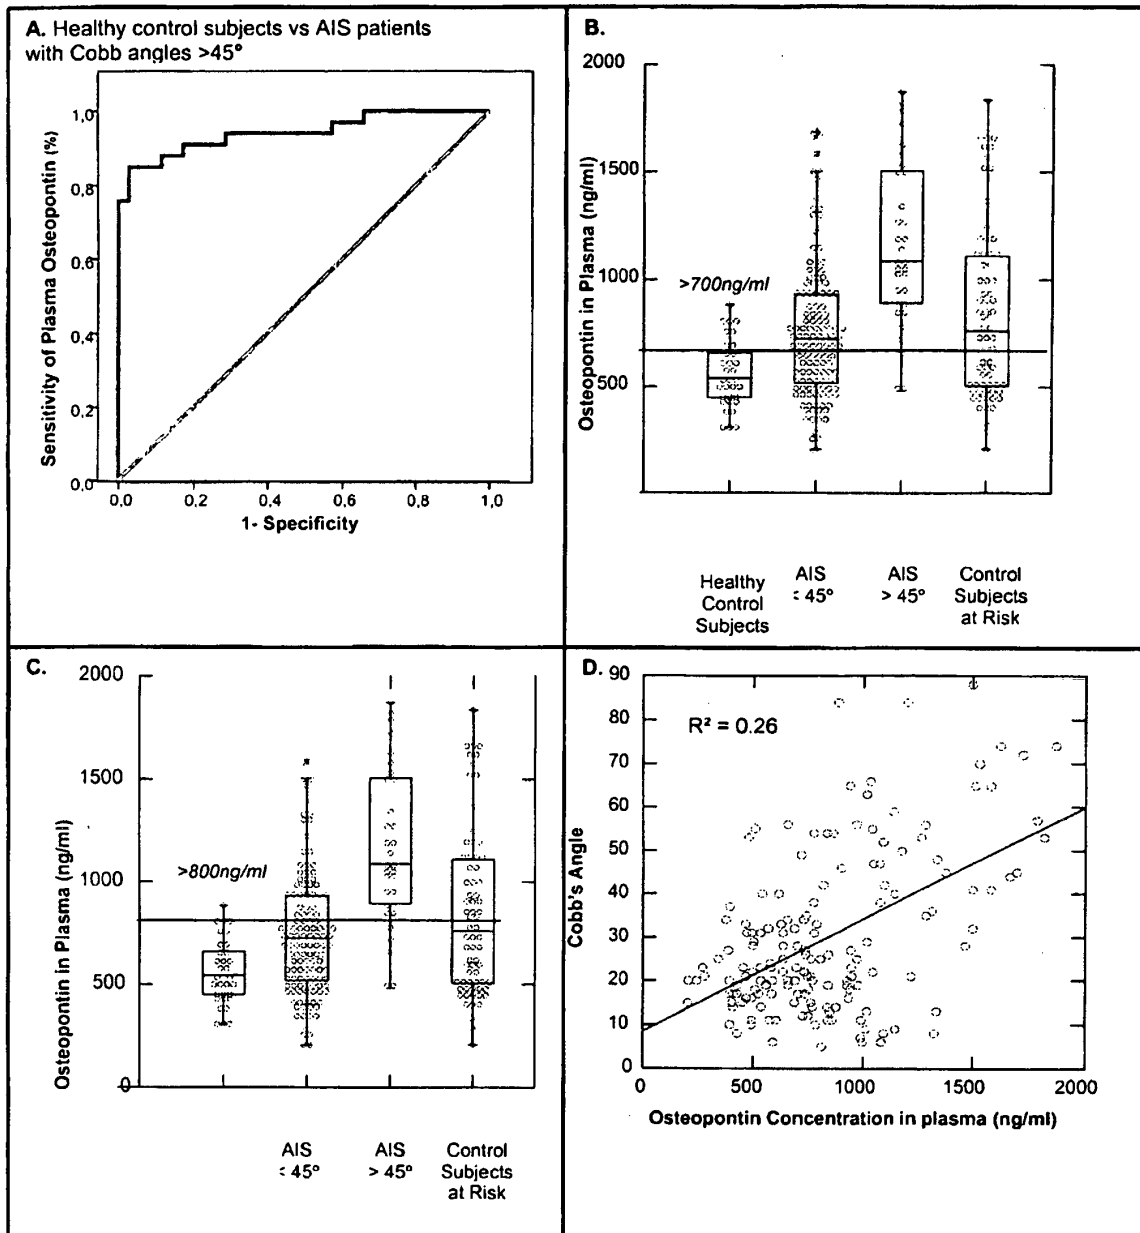 A. Healthy control subjects vs AIS patients
with Cobb angles >45°
Sensitivity of Plasma Osteopontin (%)
1,0
0,8
0,6
0,4
0,2
0,0
0,0 0,2 0,4 0,6 0,8 1,0
1- Specificity
B.
Osteopontin in Plasma (ng/ml)
2000
1500
1000
500
>700ng/ml
Healthy
Control
Subjects
AIS
< 45°
AIS
> 45°
Control
Subjects
at Risk
C.
Osteopontin in Plasma (ng/ml)
2000
1500
1000
500
0
>800ng/ml
AIS
< 45°
AIS
> 45°
Control
Subjects
at Risk
D.
Cobb's Angle
90
80
70
60
50
40
30
20
10
0
R² = 0.26
0 500 1000 1500 2000
Osteopontin Concentration in plasma (ng/ml)